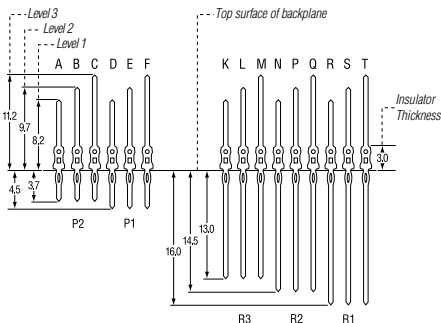 Level 3
Level 2
Level 1
Top surface of backplane
A B C D E F
K L M N P Q R S T
Insulator
Thickness
11,2
9,7
8,2
3,0
4,5
3,7
P2 P1
16,0
14,5
13,0
R3 R2 R1